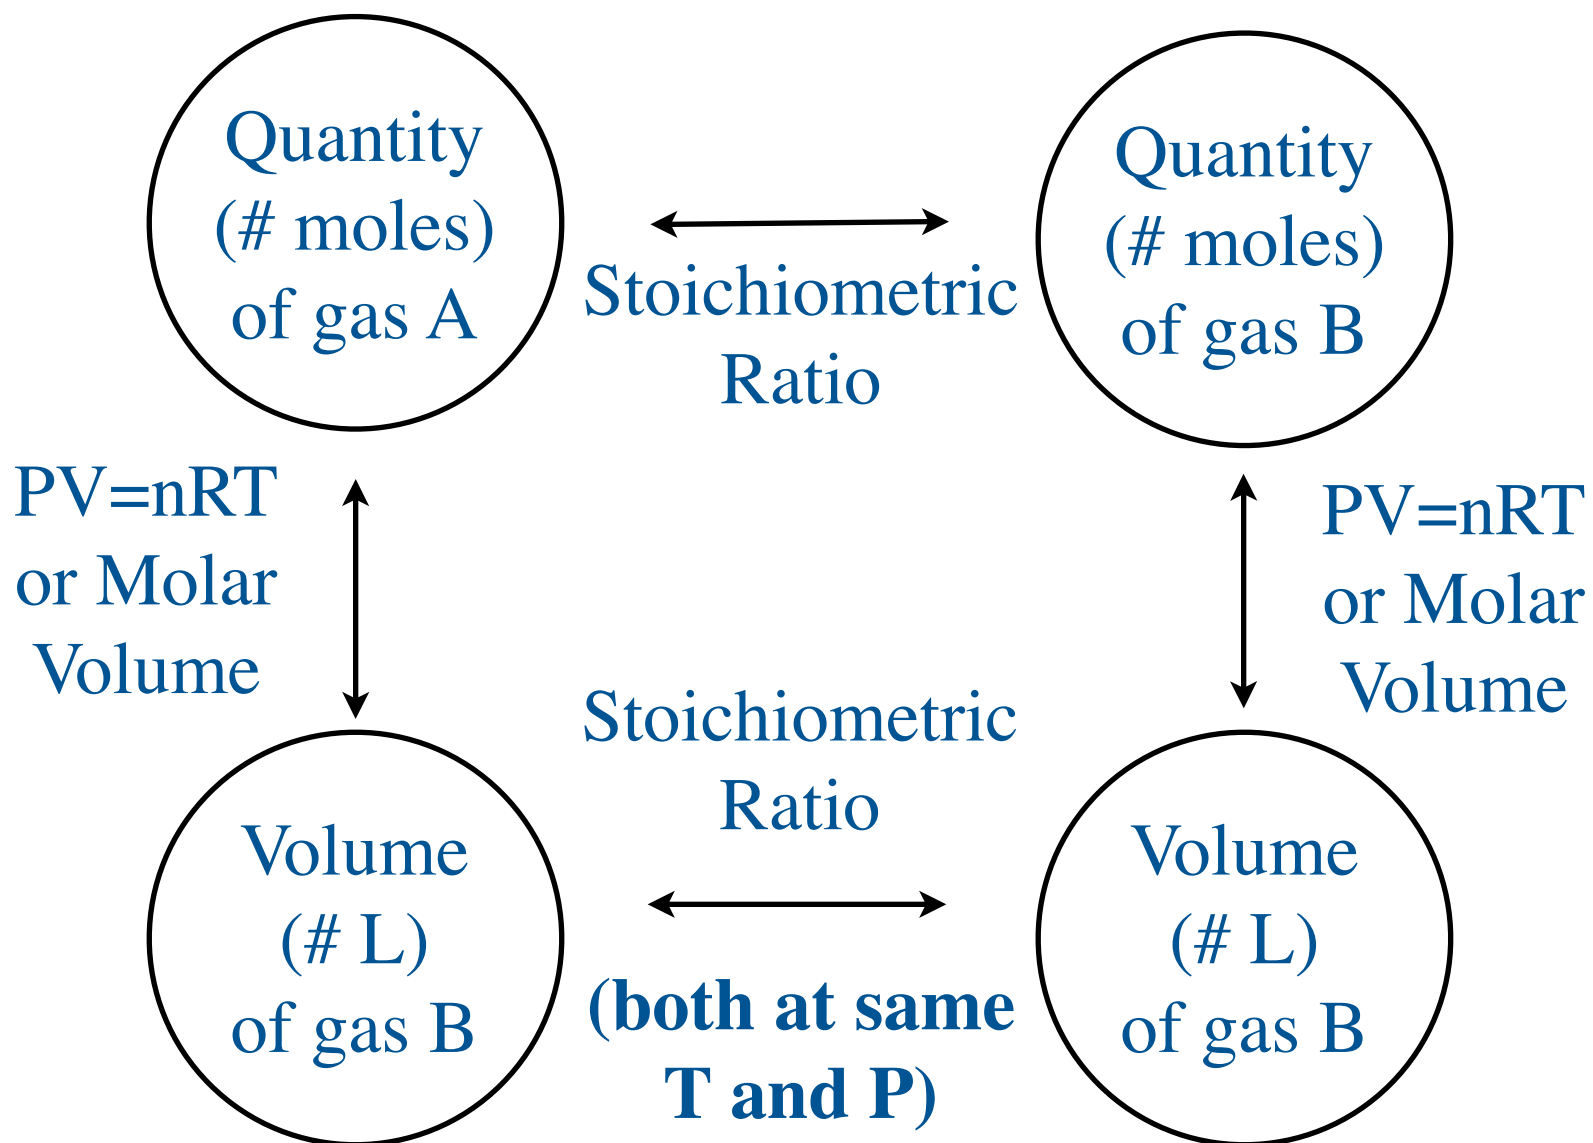 Quantity
(# moles)
of gas A
Stoichiometric
Ratio
Quantity
(# moles)
of gas B
PV=nRT
or Molar
Volume
PV=nRT
or Molar
Volume
Volume
(# L)
of gas B
Stoichiometric
Ratio
(both at same
T and P)
Volume
(# L)
of gas B